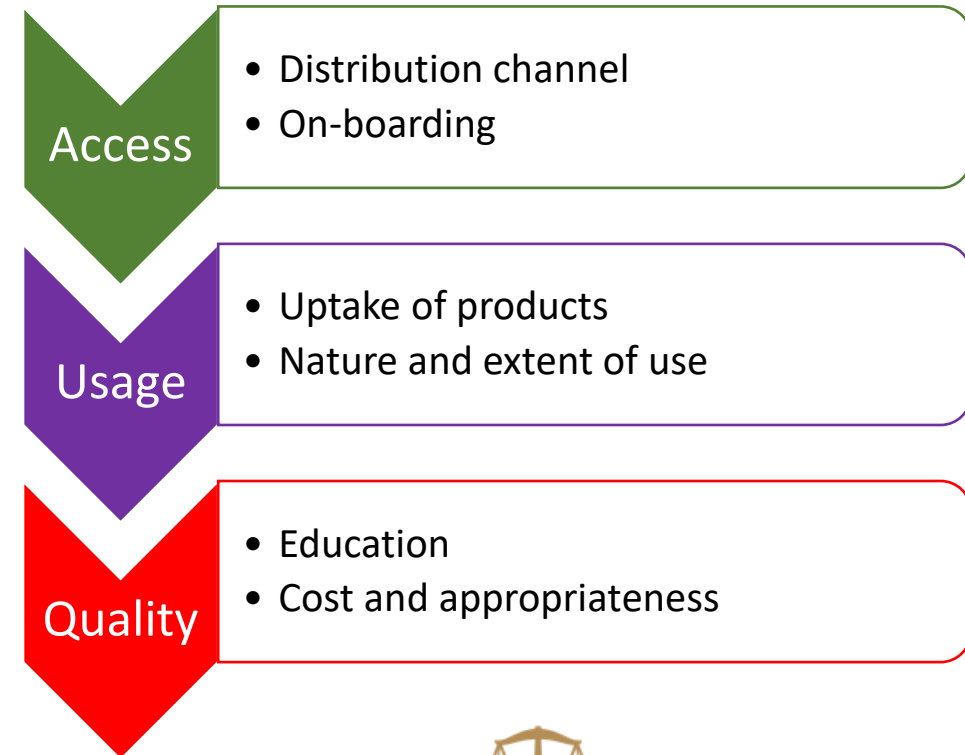 Access
• Distribution channel
• On-boarding
Usage
• Uptake of products
• Nature and extent of use
Quality
• Education
• Cost and appropriateness